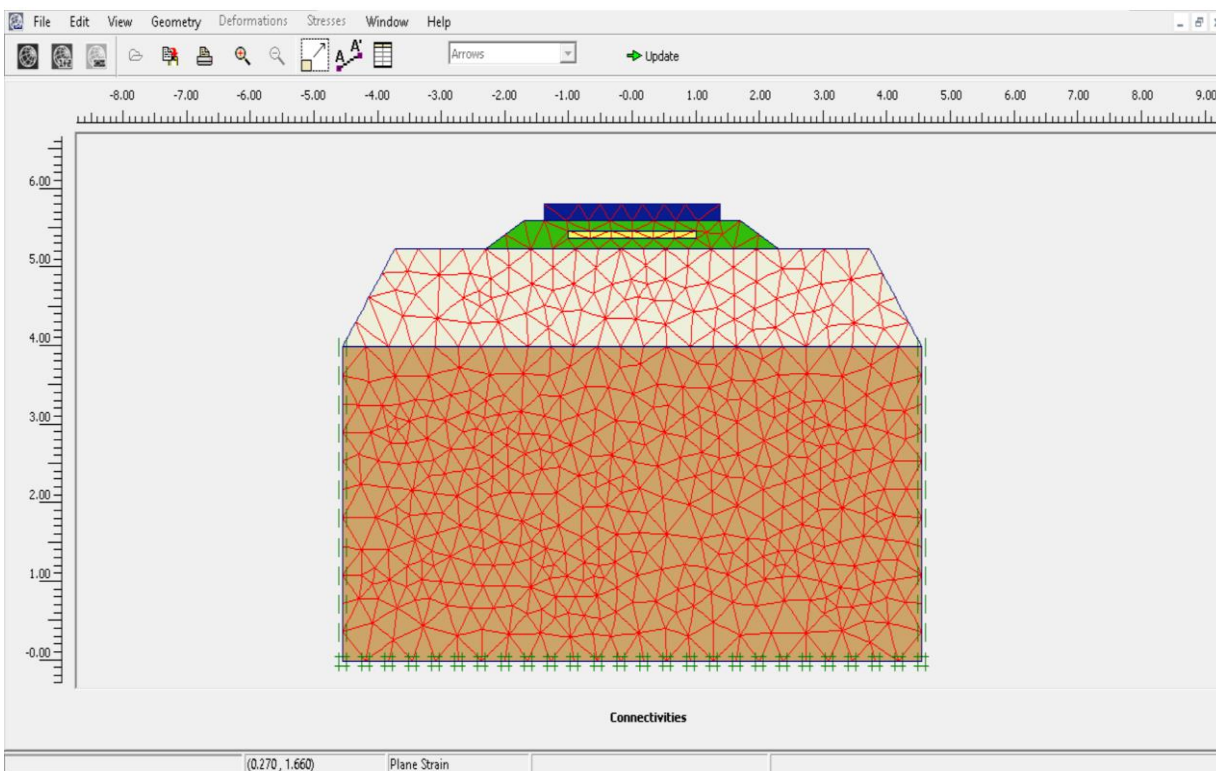 File Edit View Geometry Deformations Stresses Window Help
A A' Arrows Update
-8.00 -7.00 -6.00 -5.00 -4.00 -3.00 -2.00 -1.00 -0.00 1.00 2.00 3.00 4.00 5.00 6.00 7.00 8.00 9.00
6.00
5.00
4.00
3.00
2.00
1.00
-0.00
Connectivities
(0.270 , 1.660) Plane Strain